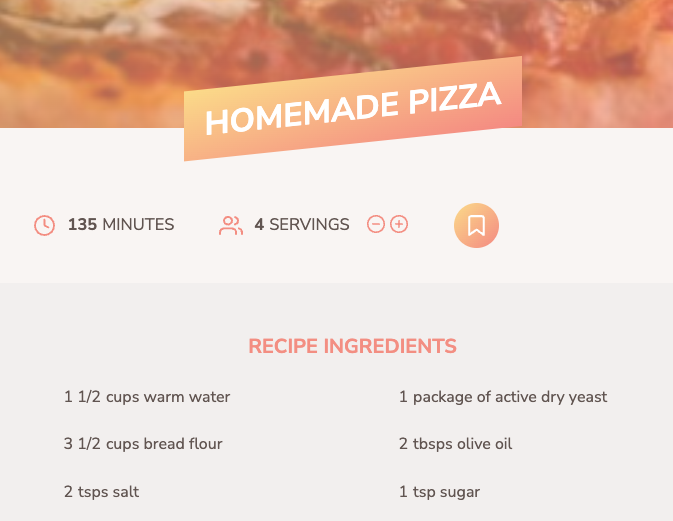 HOMEMADE PIZZA
135 MINUTES 4 SERVINGS
RECIPE INGREDIENTS
1 1/2 cups warm water
1 package of active dry yeast
3 1/2 cups bread flour
2 tbsps olive oil
2 tsps salt
1 tsp sugar